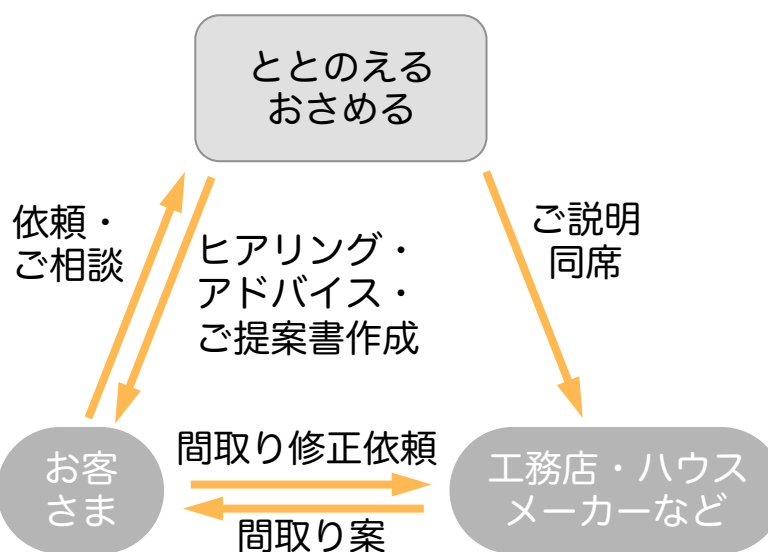 ととのえる
おさめる
依頼・
ご相談
ヒアリング・
アドバイス・
ご提案書作成
ご説明
同席
お客
さま
間取り修正依頼
間取り案
工務店・ハウス
メーカーなど